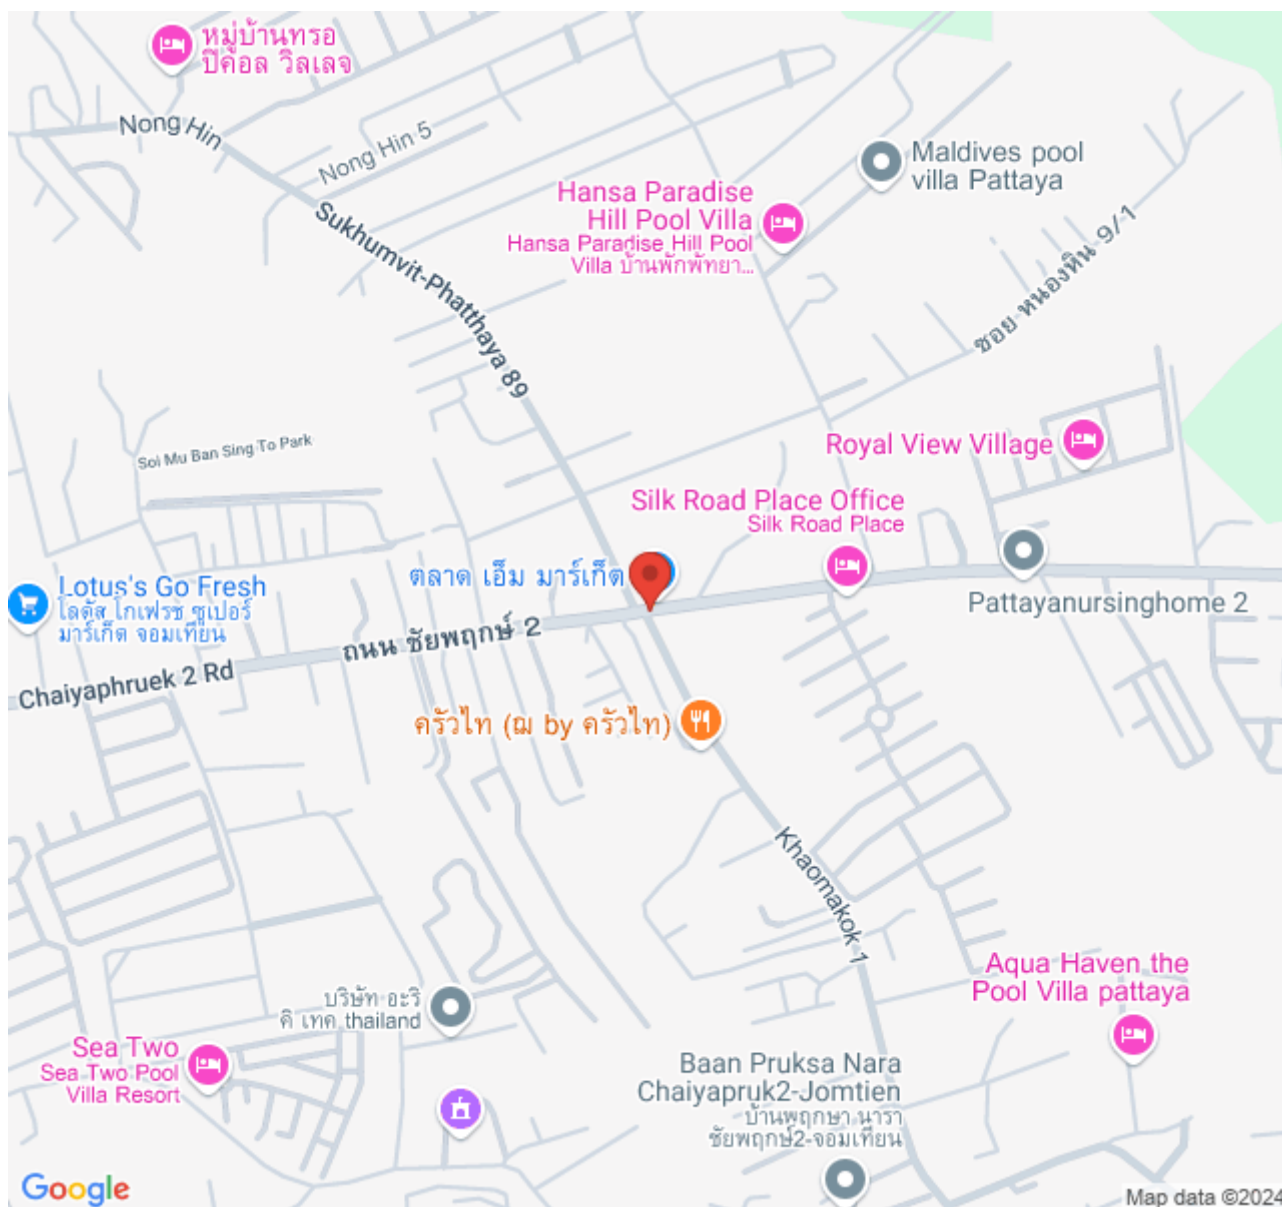 หมู่บ้านทรอ
ปิคอล วิลเลจ
Nong Hin
Nong Hin 5
Maldives pool
villa Pattaya
Hansa Paradise
Hill Pool Villa
Hansa Paradise Hill Pool
Villa บ้านพักพัทยา...
Sukhumvit-Phatthaya 89
ซอย หนองหิน 9/1
Soi Mu Ban Sing To Park
Royal View Village
Silk Road Place Office
Silk Road Place
ตลาด เอ็ม มาร์เก็ต
Lotus's Go Fresh
โลตัส โกเฟรช ซูเปอร์
มาร์เก็ต จอมเทียน
Pattayanursinghome 2
ถนน ชัยพฤกษ์ 2
Chaiyaphruek 2 Rd
ครัวไท (ฌ by ครัวไท)
Khaomakok 1
Aqua Haven the
Pool Villa pattaya
บริษัท อะริ
คิ เทค thailand
Sea Two
Sea Two Pool
Villa Resort
Baan Pruksa Nara
Chaiyapruk2-Jomtien
บ้านพฤกษา นารา
ชัยพฤกษ์2-จอมเทียน
Google
Map data ©2024